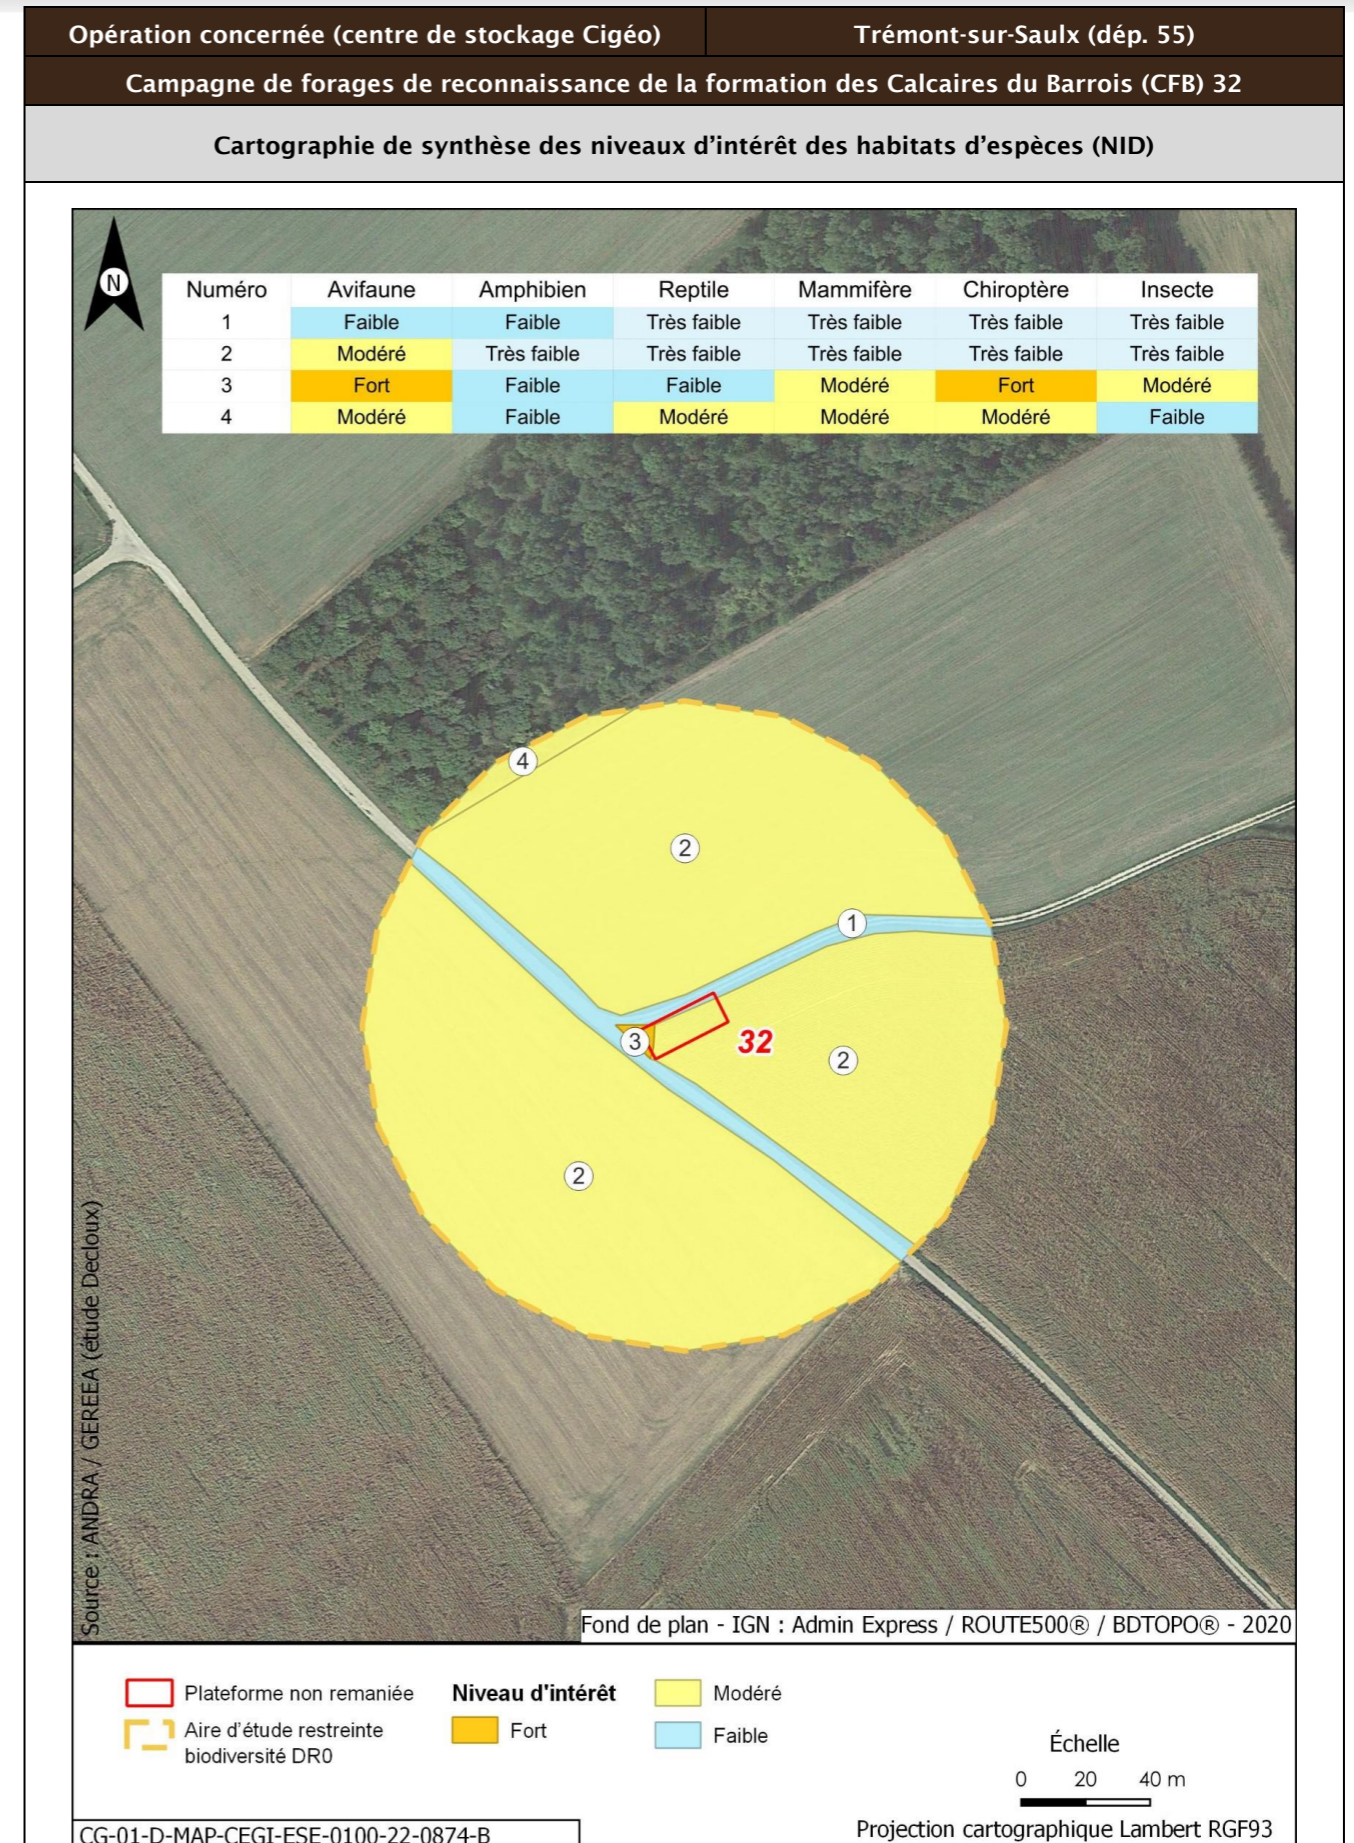 Opération concernée (centre de stockage Cigéo) Trémont-sur-Saulx (dép. 55)
Campagne de forages de reconnaissance de la formation des Calcaires du Barrois (CFB) 32
Cartographie de synthèse des niveaux d'intérêt des habitats d'espèces (NID)
N
Numéro Avifaune Amphibien Reptile Mammifère Chiroptère Insecte
1 Faible Faible Très faible Très faible Très faible Très faible
2 Modéré Très faible Très faible Très faible Très faible Très faible
3 Fort Faible Faible Modéré Fort Modéré
4 Modéré Faible Modéré Modéré Modéré Faible
4
2
1
3
32
2
2
Source : ANDRA / GEREEA (étude Decloux)
Fond de plan - IGN : Admin Express / ROUTE500® / BDTOPO® - 2020
Plateforme non remaniée
Aire d'étude restreinte
biodiversité DR0
Niveau d'intérêt
Fort
Modéré
Faible
Échelle
0 20 40 m
Projection cartographique Lambert RGF93
CG-01-D-MAP-CEGI-ESE-0100-22-0874-B